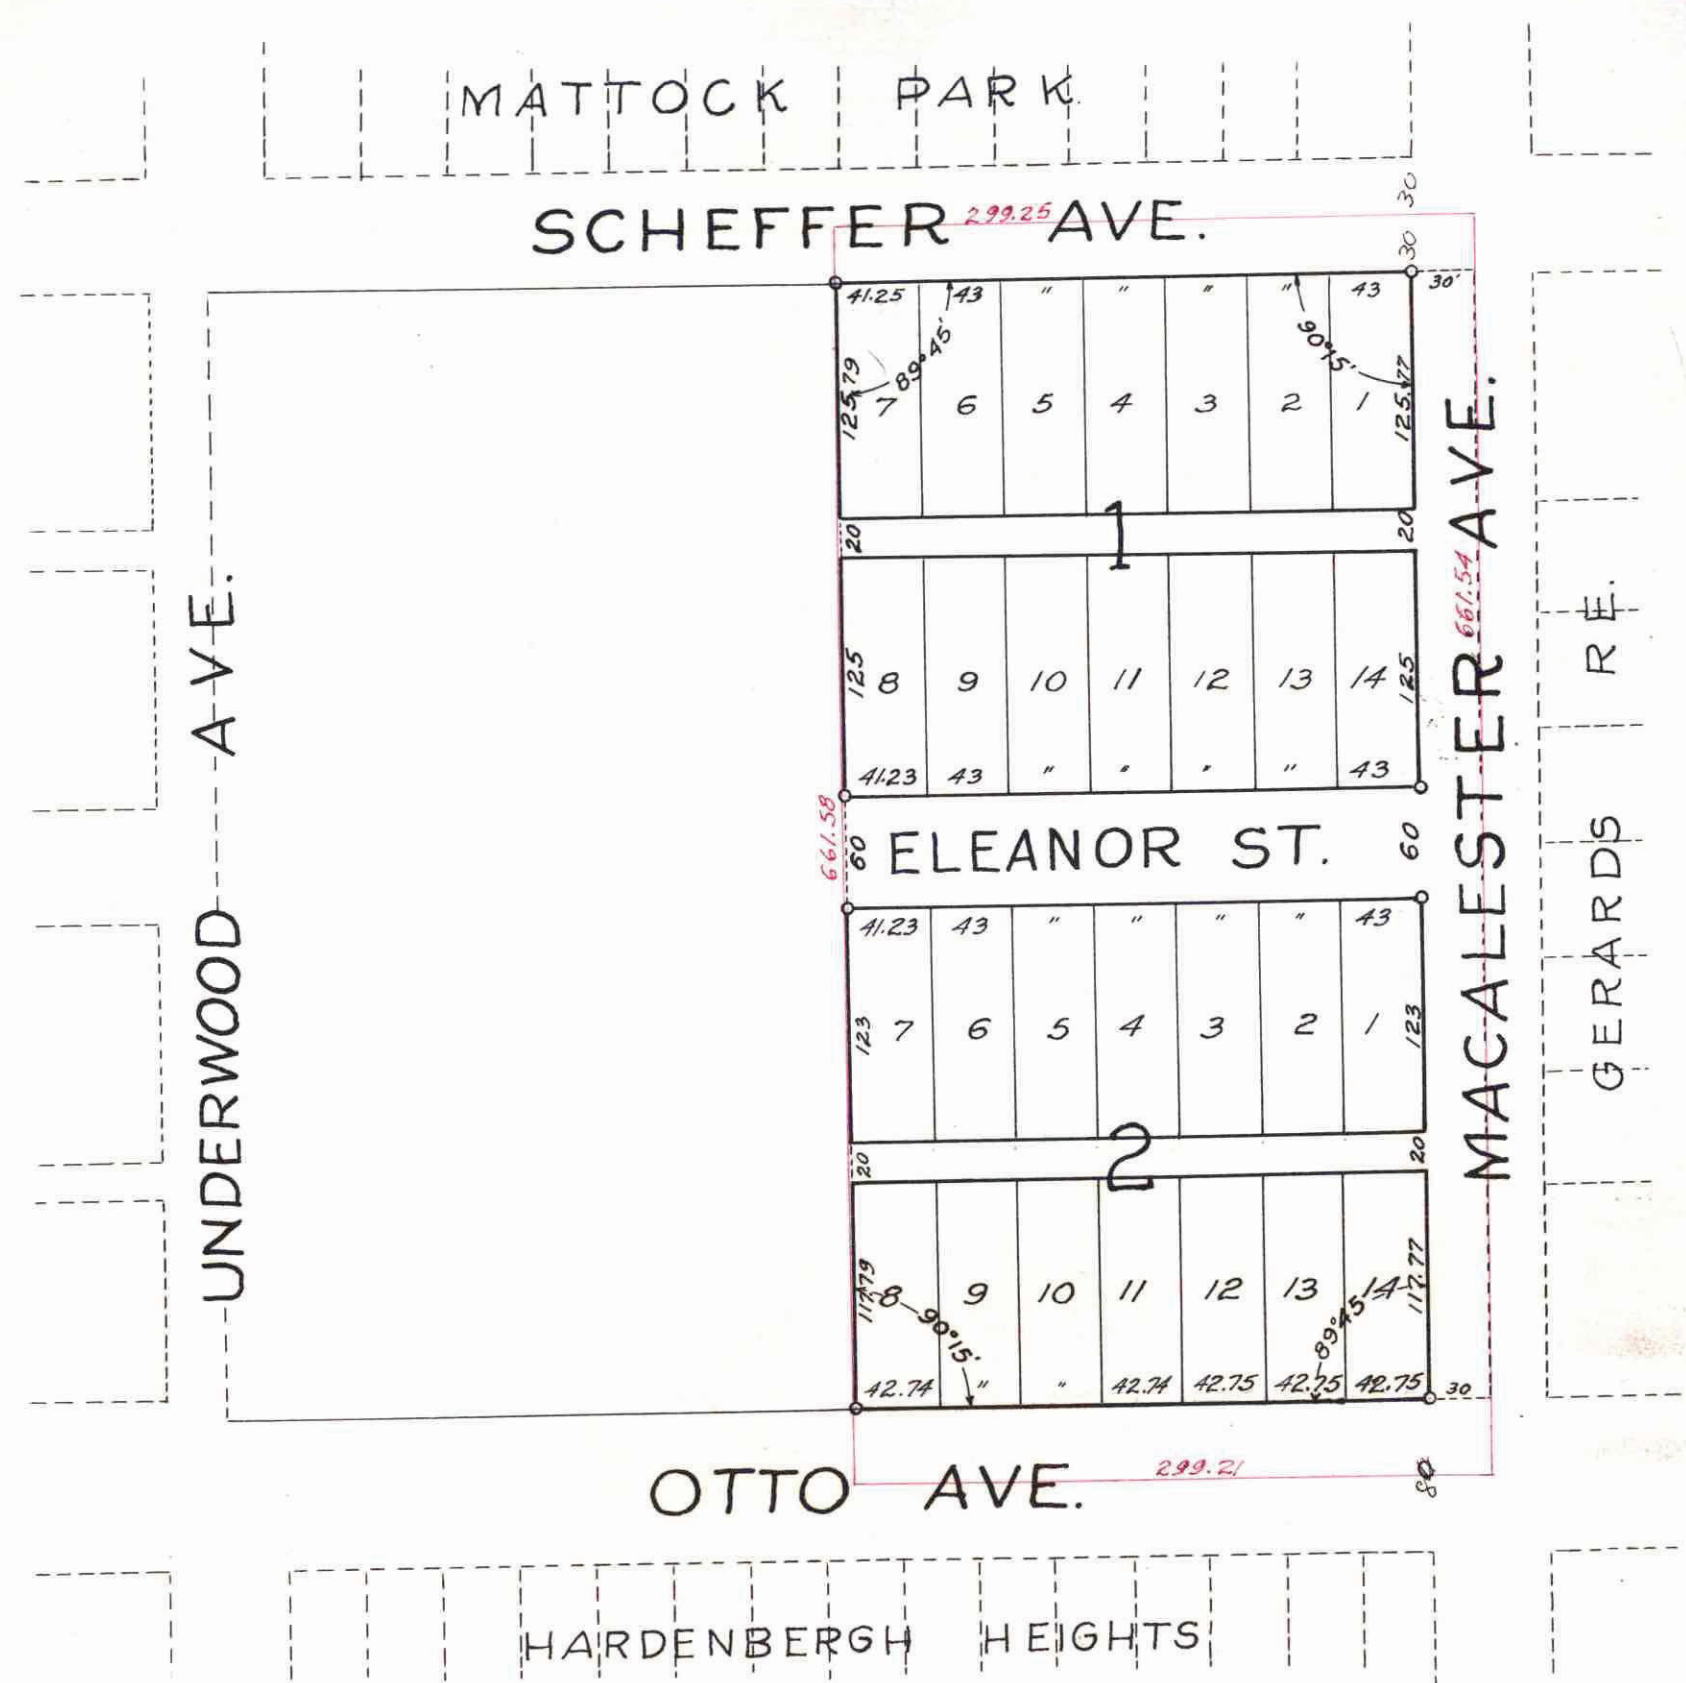 MATTOCK PARK.
30
SCHEFFER AVE.
299.25
30
41.25 43 " " " " 43 30'
89°45' 90°15'
125.79 125.77
7 6 5 4 3 2 1
1
20 20
8 9 10 11 12 13 14
125 125
41.23 43 " " " " 43
661.58
661.54
60 ELEANOR ST. 60
41.23 43 " " " " 43
123 123
7 6 5 4 3 2 1
2
20 20
8 9 10 11 12 13 14
117.79 117.77
90°15' 89°45'
42.74 " " 42.74 42.75 42.75 42.75 30
OTTO AVE.
299.21
UNDERWOOD AVE.
MACALESTER AVE.
GERARDS RE.
HARDENBERGH HEIGHTS